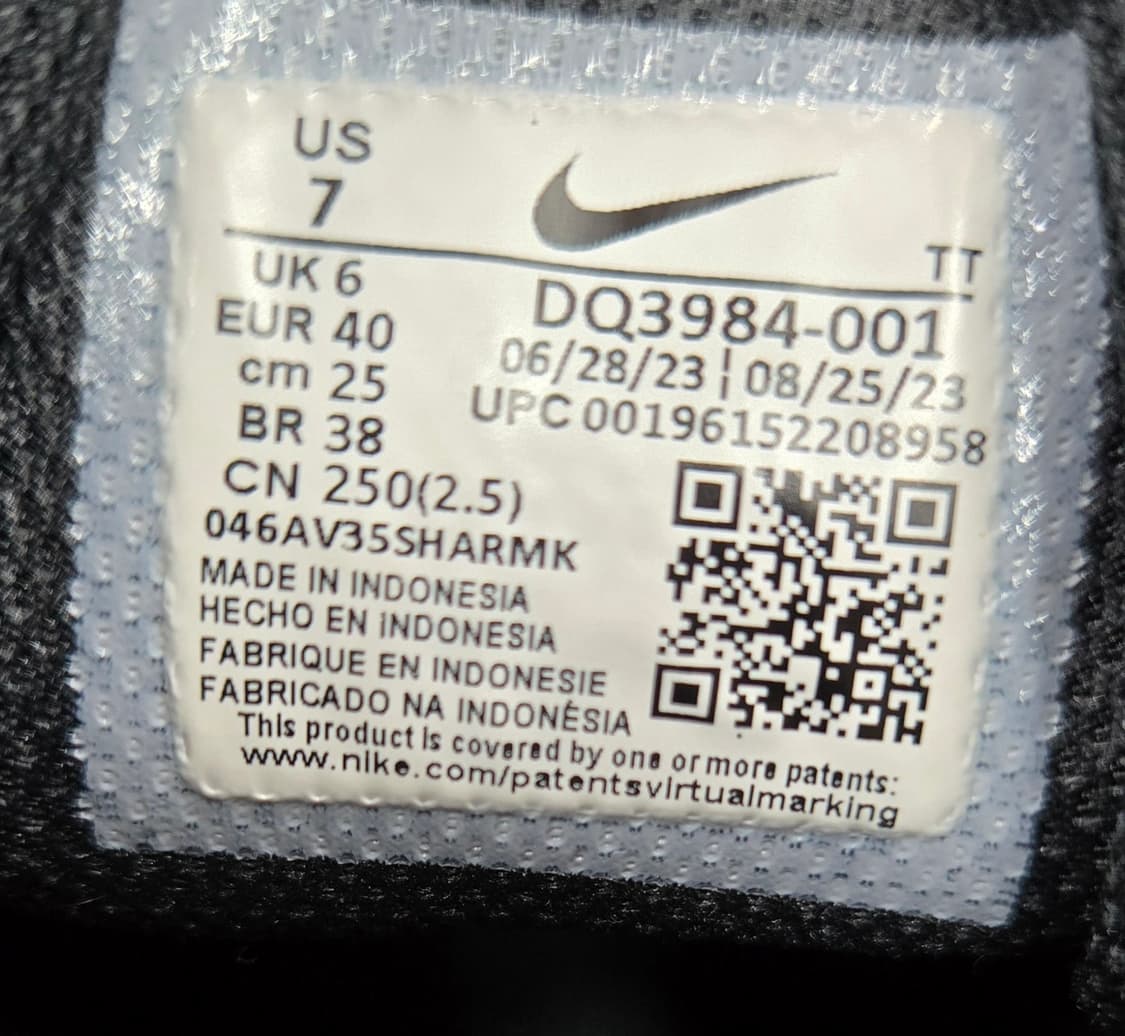 US
7
TT
UK 6
EUR 40
cm 25
BR 38
CN 250(2.5)
DQ3984-001
06/28/23 | 08/25/23
UPC 00196152208958
046AV35SHARMK
MADE IN INDONESIA
HECHO EN INDONESIA
FABRIQUE EN INDONESIE
FABRICADO NA INDONÉSIA
This product is covered by one or more patents:
www.nike.com/patentsvirtualmarking